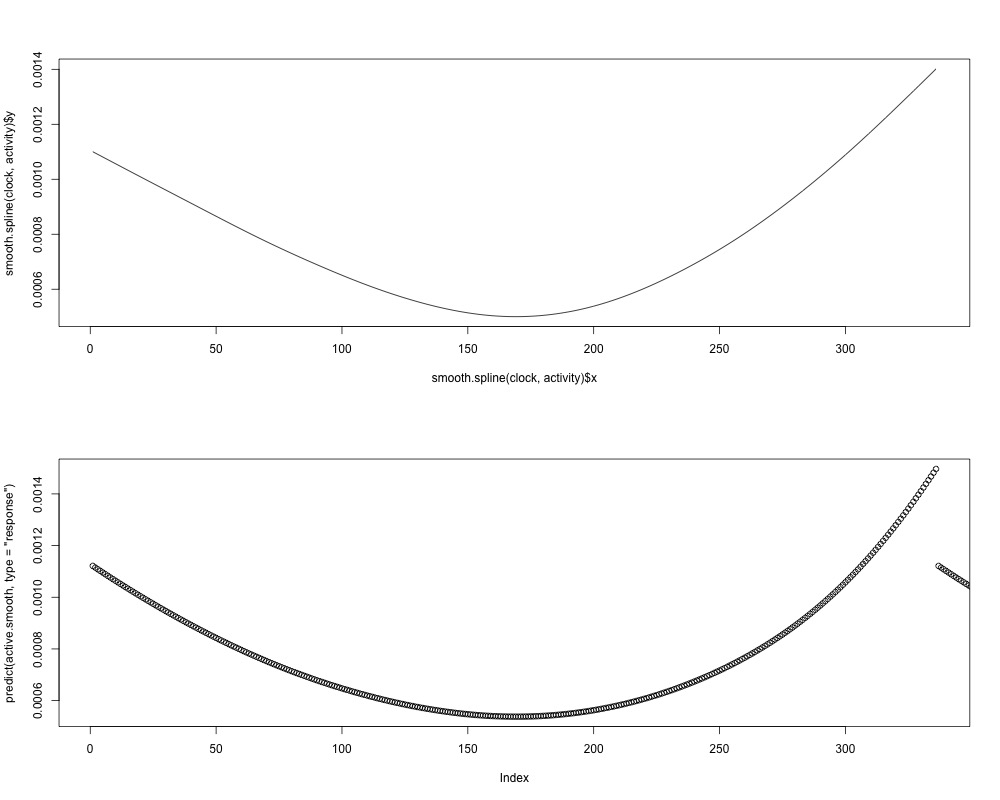 smooth.spline(clock, activity)$y
0.0014
0.0012
0.0010
0.0008
0.0006
0 50 100 150 200 250 300
smooth.spline(clock, activity)$x
predict(active.smooth, type = "response")
0.0014
0.0012
0.0010
0.0008
0.0006
0 50 100 150 200 250 300
Index